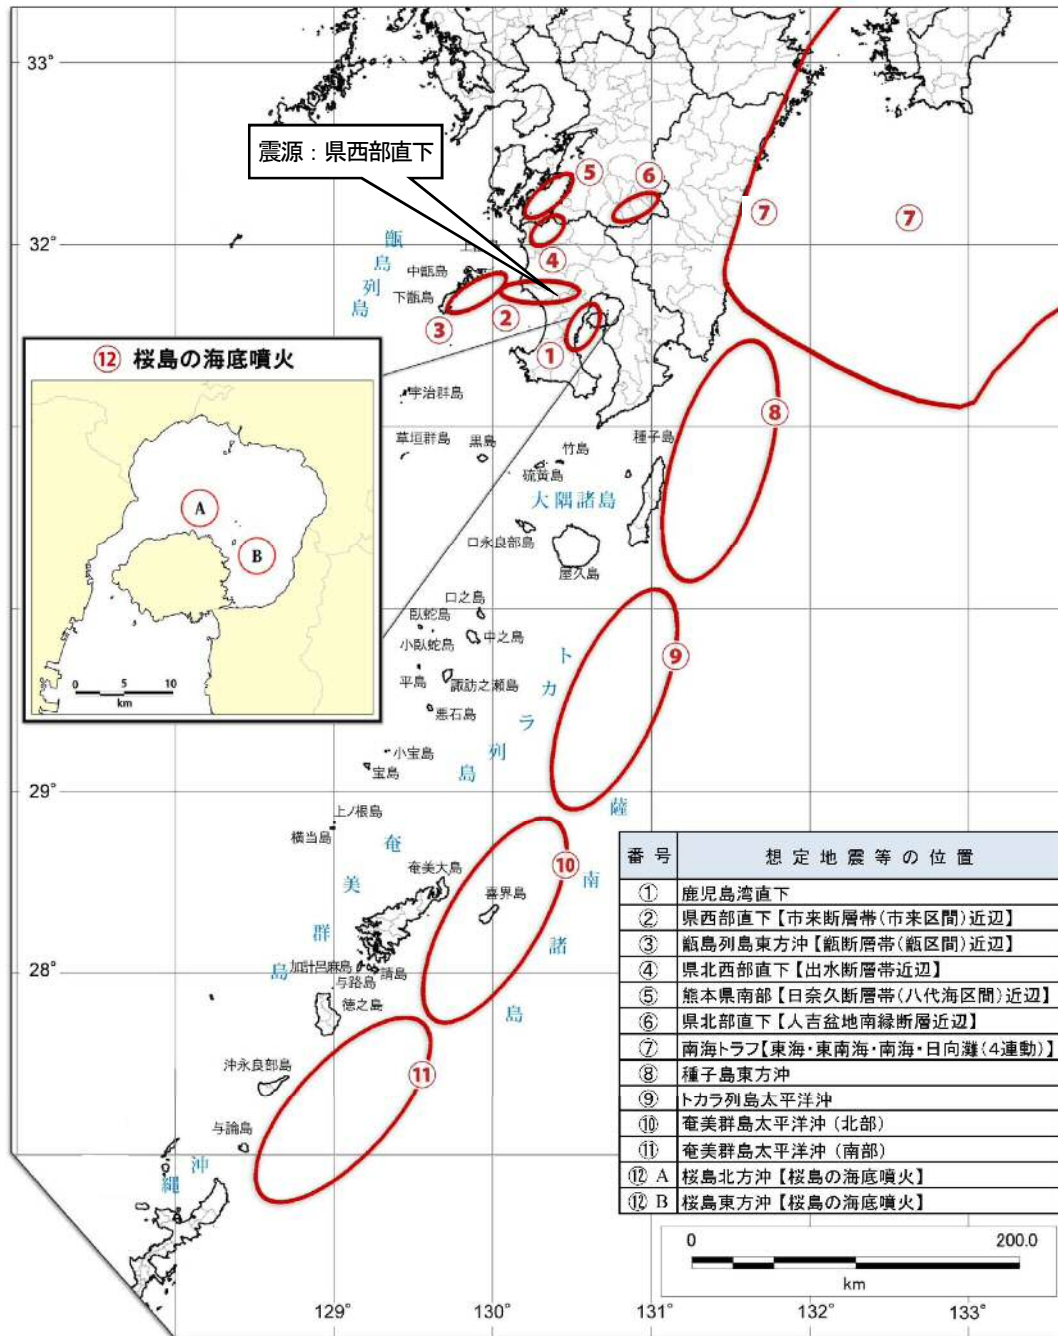 33°
震源：県西部直下
⑤
⑥
⑦
⑦
32°
甑島列島
中甑島
下甑島
④
③
②
①
⑫ 桜島の海底噴火
A
B
0 5 10
km
宇治群島
草垣群島
黒島
竹島
硫黄島
種子島
⑧
大隅諸島
口永良部島
屋久島
口之島
臥蛇島
小臥蛇島
中之島
平島
諏訪之瀬島
悪石島
小宝島
宝島
トカラ列島
⑨
29°
上ノ根島
横当島
奄美群島
奄美大島
喜界島
⑩
薩南諸島
28°
加計呂麻島
請島
与路島
徳之島
沖永良部島
⑪
与論島
沖縄
番号 想定地震等の位置
① 鹿児島湾直下
② 県西部直下【市来断層帯(市来区間)近辺】
③ 甑島列島東方沖【甑断層帯(甑区間)近辺】
④ 県北西部直下【出水断層帯近辺】
⑤ 熊本県南部【日奈久断層帯(八代海区間)近辺】
⑥ 県北部直下【人吉盆地南縁断層近辺】
⑦ 南海トラフ【東海・東南海・南海・日向灘(4連動)】
⑧ 種子島東方沖
⑨ トカラ列島太平洋沖
⑩ 奄美群島太平洋沖(北部)
⑪ 奄美群島太平洋沖(南部)
⑫ A 桜島北方沖【桜島の海底噴火】
⑫ B 桜島東方沖【桜島の海底噴火】
0 200.0
km
129° 130° 131° 132° 133°